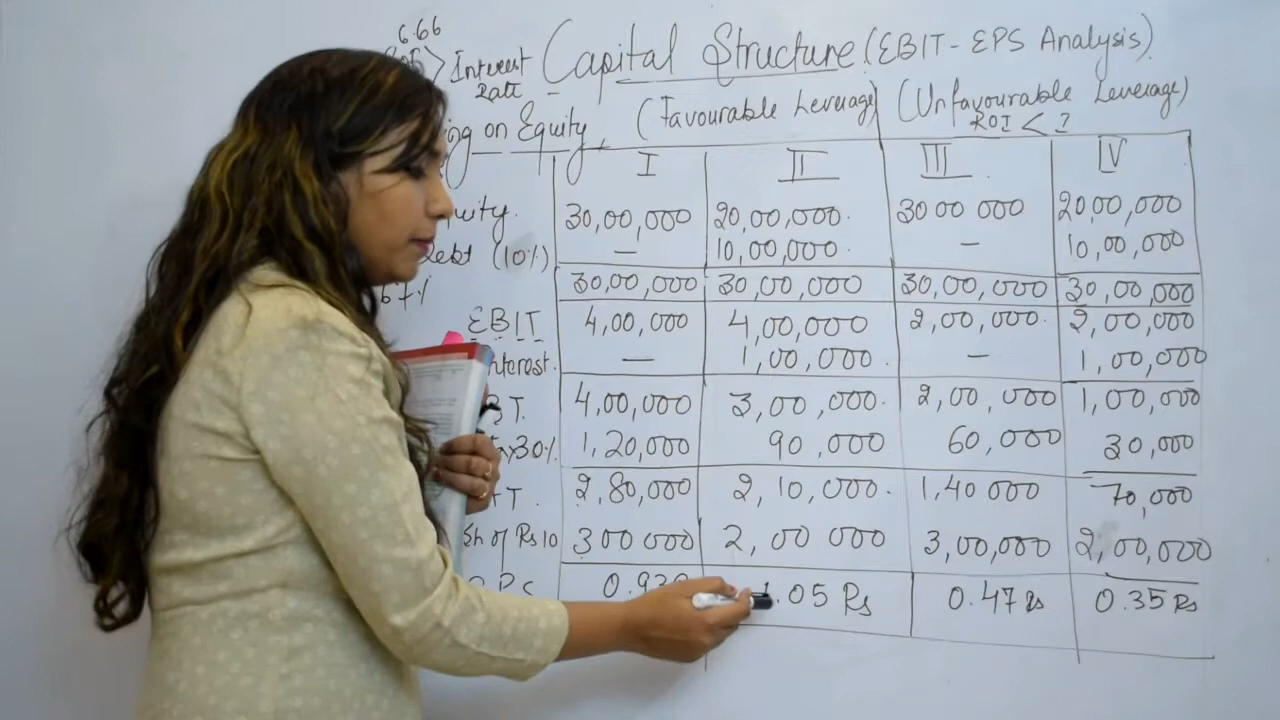 6.66
Interest Capital Structure (EBIT - EPS Analysis)
Rate
on Equity (Favourable Leverage) (Unfavourable Leverage)
ROI < I
I II III IV
30,00,000 20,00,000 3000 000 20,00,000
(10%) — 10,00,000 — 10,00,000
30,00,000 30,00,000 30,00,000 30,00,000
EBIT 4,00,000 4,00,000 2,00,000 2,00,000
— 1,00,000 — 1,00,000
4,00,000 3,00,000 2,00,000 1,00,000
30% 1,20,000 90,000 60,000 30,000
2,80,000 2,10,000 1,40 000 70,000
Sh of Rs 10 300 000 2,00 000 3,00,000 2,00,000
.05 Rs 0.47 Rs 0.35 Rs